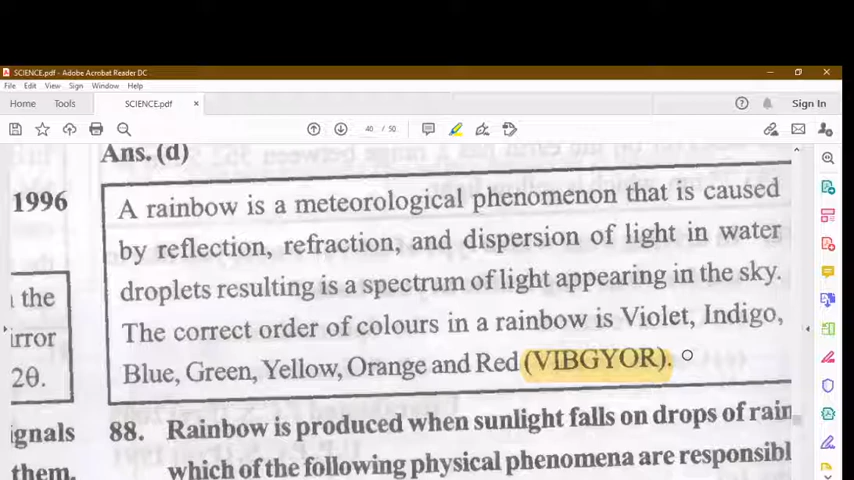 SCIENCE.pdf - Adobe Acrobat Reader DC
File Edit View Sign Window Help
Home Tools SCIENCE.pdf × Sign In
40 / 50
Ans. (d)
1996
A rainbow is a meteorological phenomenon that is caused
by reflection, refraction, and dispersion of light in water
droplets resulting is a spectrum of light appearing in the sky.
The correct order of colours in a rainbow is Violet, Indigo,
Blue, Green, Yellow, Orange and Red (VIBGYOR).
the
irror
2θ.
ignals
them.
88. Rainbow is produced when sunlight falls on drops of rain
which of the following physical phenomena are responsibl